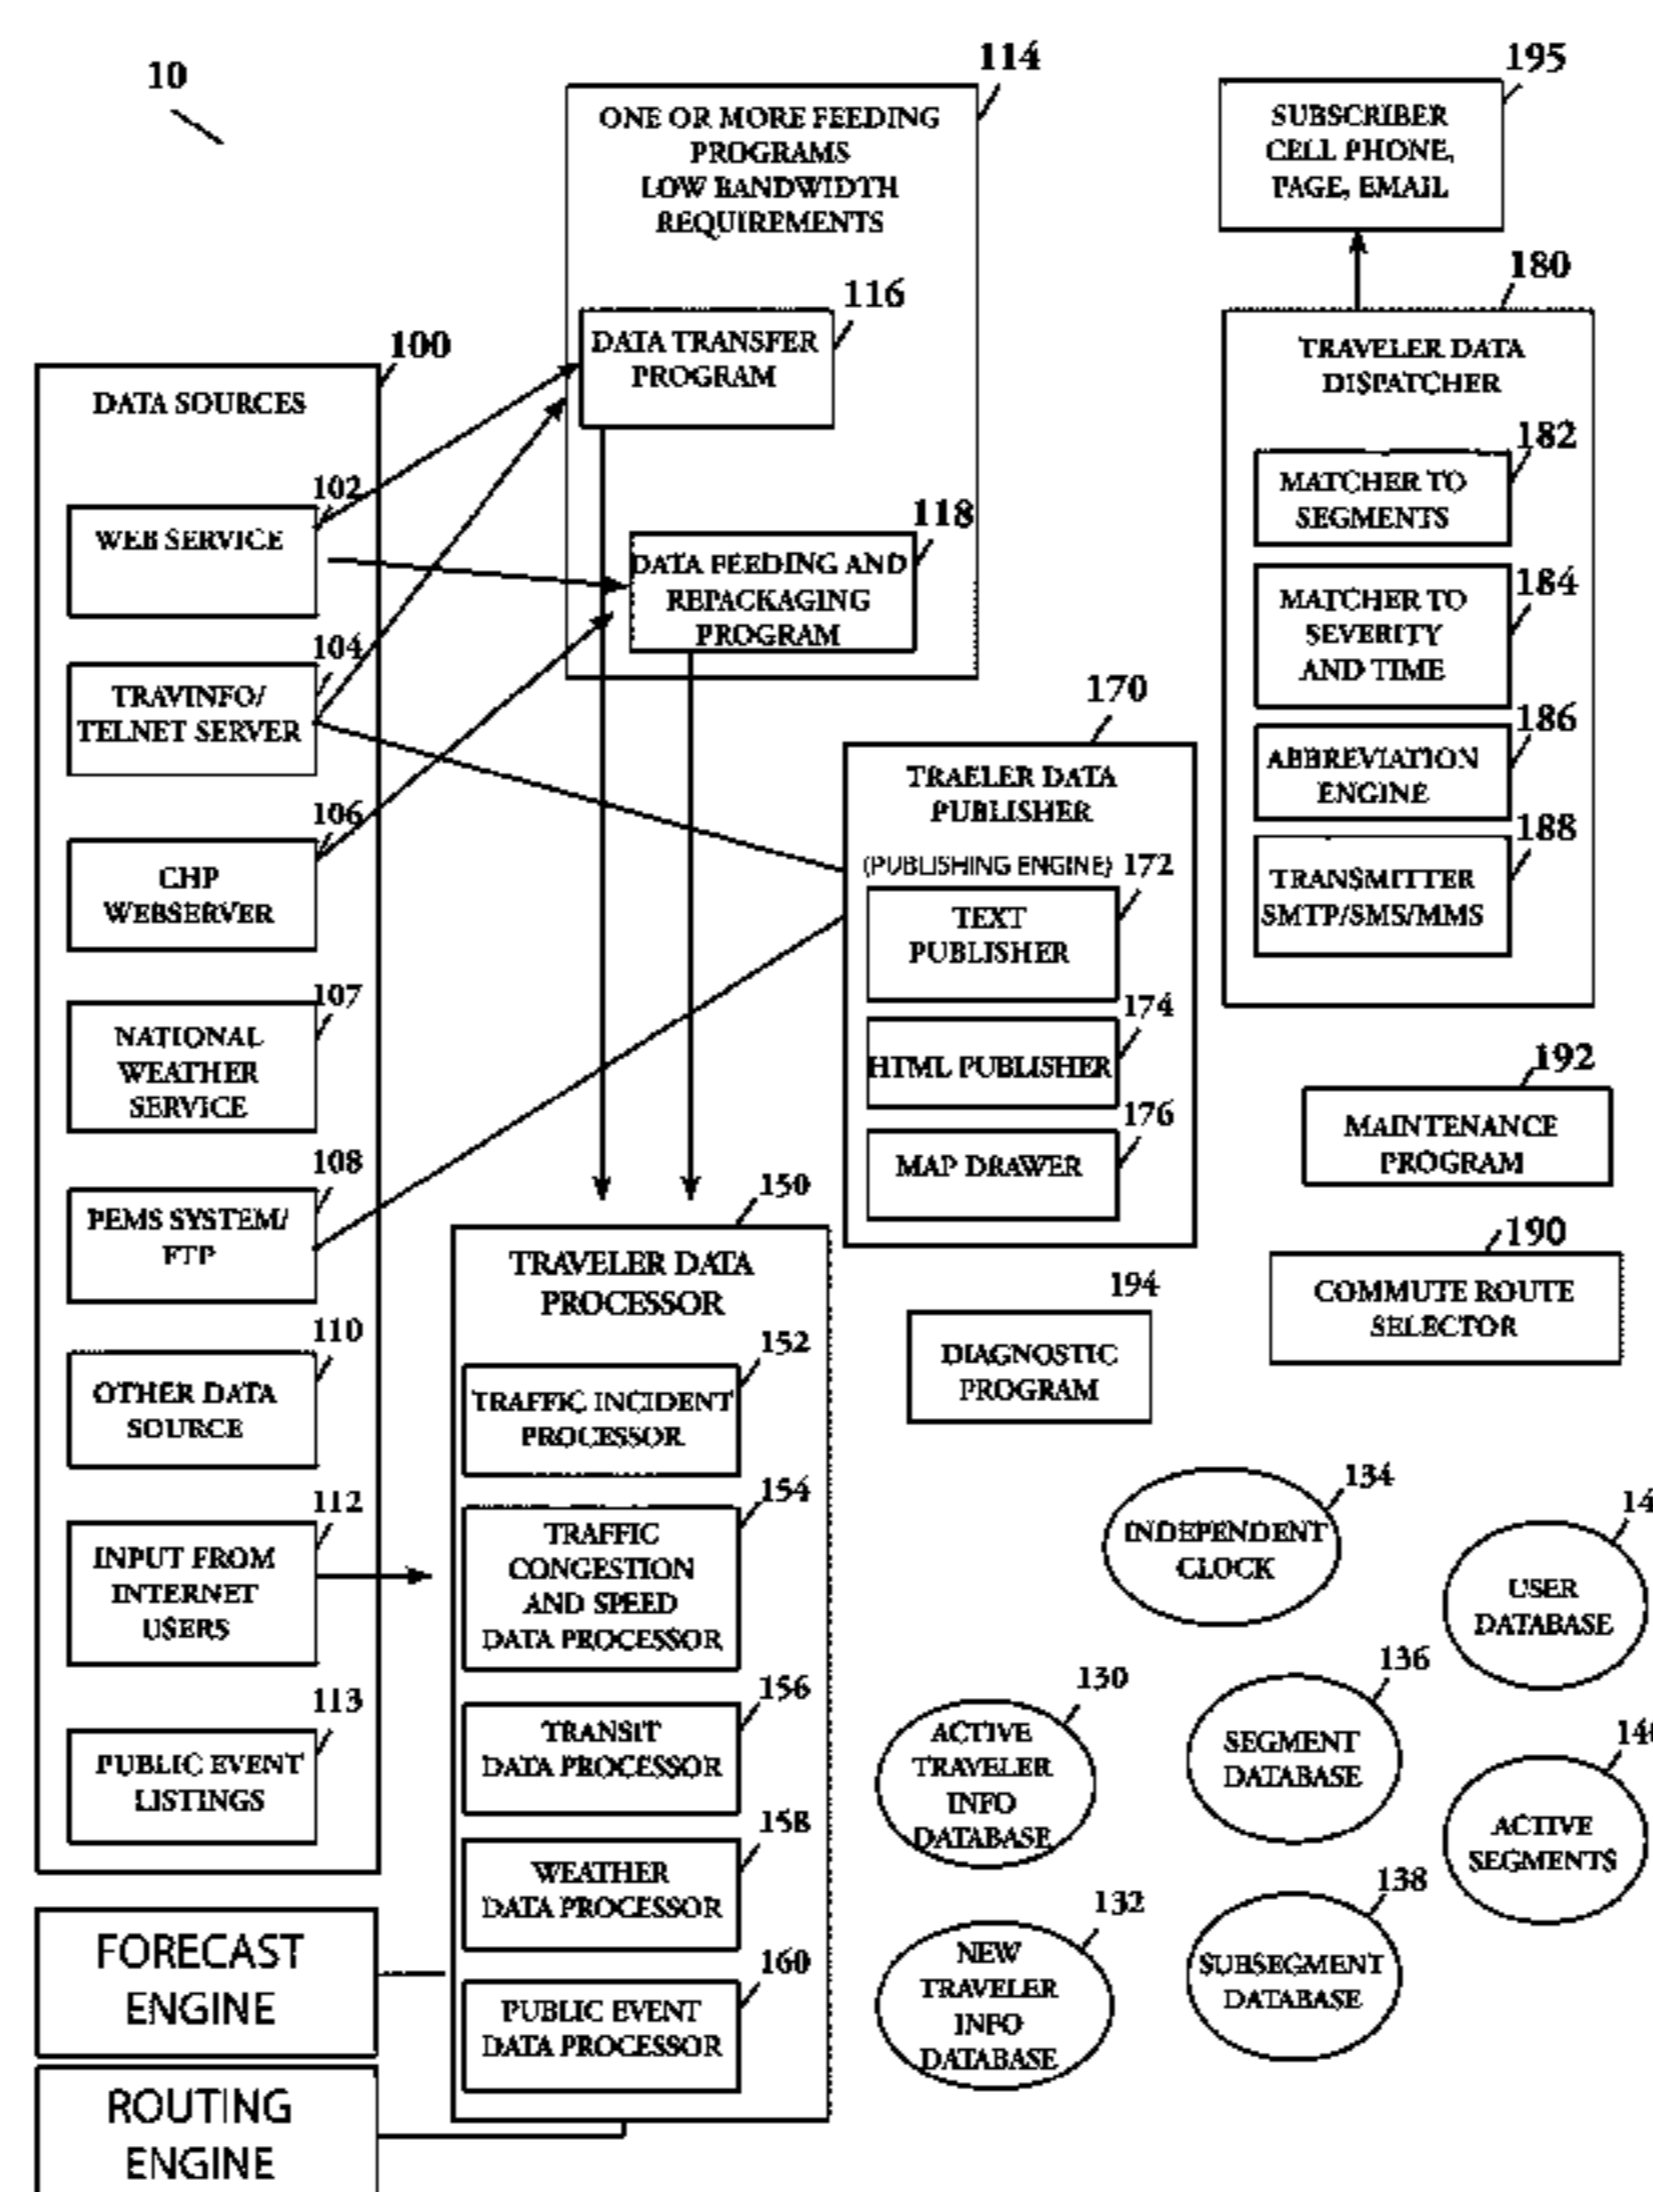 10
114
ONE OR MORE FEEDING
PROGRAMS
LOW BANDWIDTH
REQUIREMENTS
116
DATA TRANSFER
PROGRAM
118
DATA FEEDING AND
REPACKAGING
PROGRAM
195
SUBSCRIBER
CELL PHONE,
PAGE, EMAIL
180
TRAVELER DATA
DISPATCHER
182
MATCHER TO
SEGMENTS
184
MATCHER TO
SEVERITY
AND TIME
186
ABBREVIATION
ENGINE
188
TRANSMITTER
SMTP/SMS/MMS
100
DATA SOURCES
102
WEB SERVICE
104
TRAVINFO/
TELNET SERVER
106
CHP
WEBSERVER
107
NATIONAL
WEATHER
SERVICE
108
PEMS SYSTEM/
FTP
110
OTHER DATA
SOURCE
112
INPUT FROM
INTERNET
USERS
113
PUBLIC EVENT
LISTINGS
FORECAST
ENGINE
ROUTING
ENGINE
170
TRAELER DATA
PUBLISHER
(PUBLISHING ENGINE)
172
TEXT
PUBLISHER
174
HTML PUBLISHER
176
MAP DRAWER
150
TRAVELER DATA
PROCESSOR
152
TRAFFIC INCIDENT
PROCESSOR
154
TRAFFIC
CONGESTION
AND SPEED
DATA PROCESSOR
156
TRANSIT
DATA PROCESSOR
158
WEATHER
DATA PROCESSOR
160
PUBLIC EVENT
DATA PROCESSOR
192
MAINTENANCE
PROGRAM
190
COMMUTE ROUTE
SELECTOR
194
DIAGNOSTIC
PROGRAM
134
INDEPENDENT
CLOCK
USER
DATABASE
130
ACTIVE
TRAVELER
INFO
DATABASE
136
SEGMENT
DATABASE
140
ACTIVE
SEGMENTS
132
NEW
TRAVELER
INFO
DATABASE
138
SUBSEGMENT
DATABASE